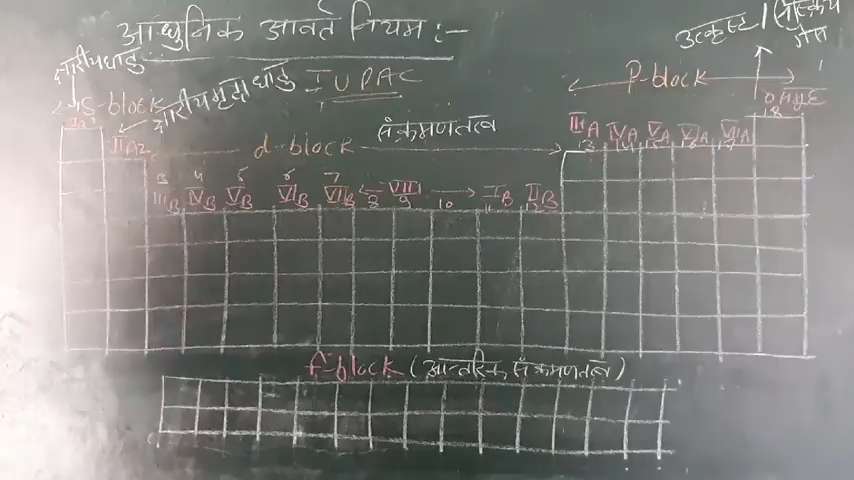 आधुनिक आवर्त नियम :-
उत्कृष्ट / निष्क्रिय
गैस
क्षारीय धातु
क्षारीय मृदा धातु
IUPAC
P-block
S-block
IIA2
d-block
संक्रमण तत्व
IIIA IVA VA VIA VIIA
13 14 15 16 17
18
3 4 5 6 7
IIIB IVB VB VIB VIIB VIII IB IIB
8 9 10 11 12
f-block (आन्तरिक संक्रमण तत्व)